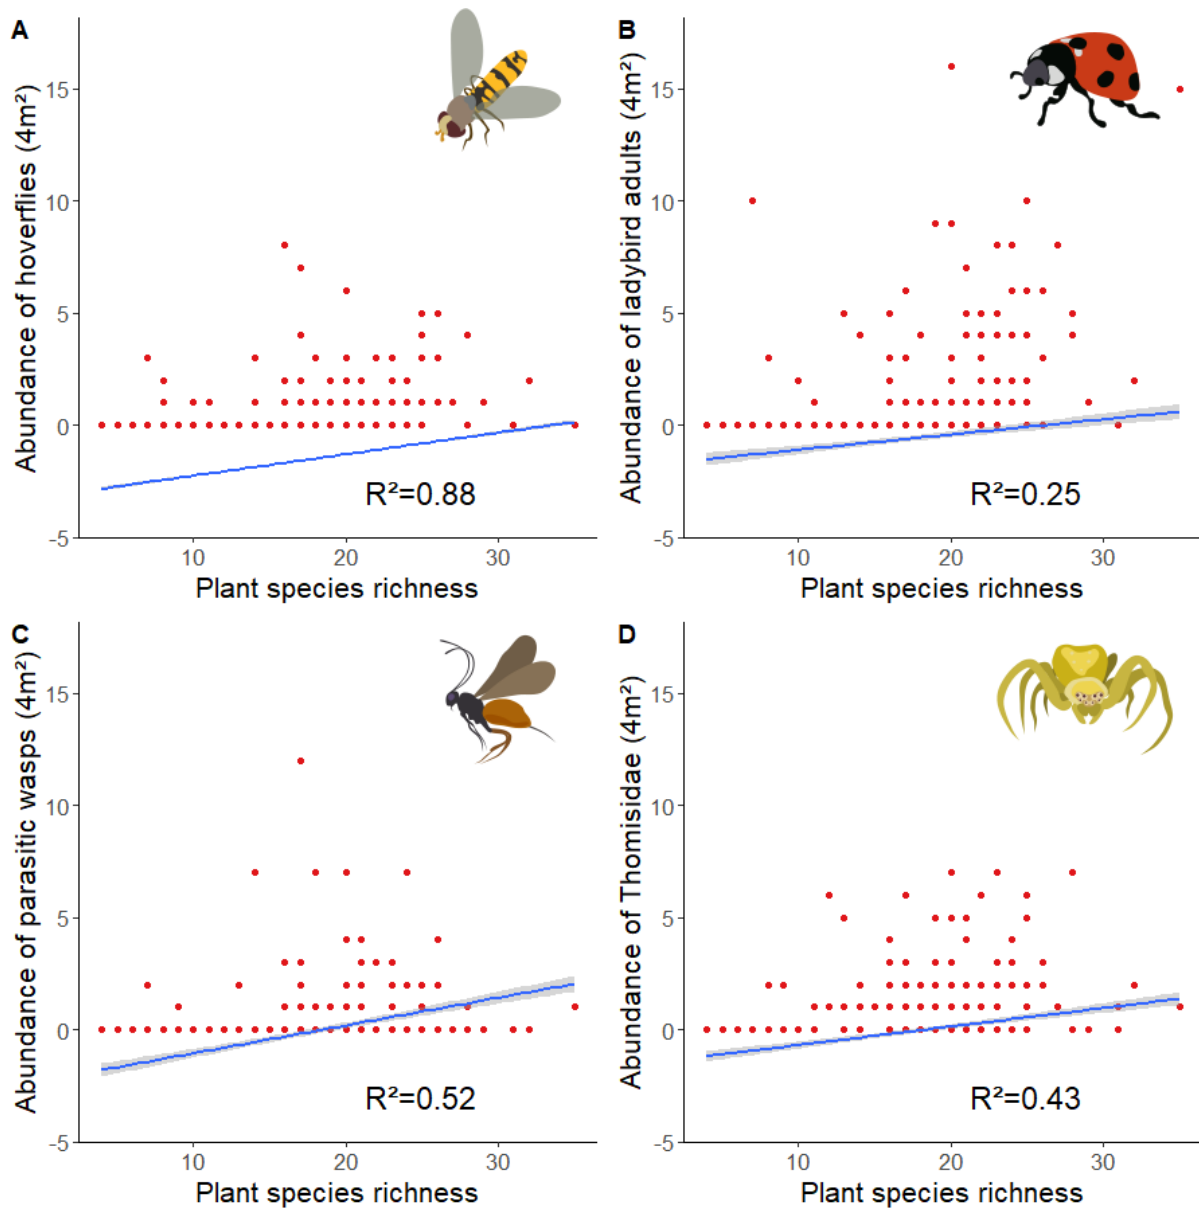 A
Abundance of hoverflies (4m²)
15
10
5
0
-5
R²=0.88
10 20 30
Plant species richness
B
Abundance of ladybird adults (4m²)
15
10
5
0
-5
R²=0.25
10 20 30
Plant species richness
C
Abundance of parasitic wasps (4m²)
15
10
5
0
-5
R²=0.52
10 20 30
Plant species richness
D
Abundance of Thomisidae (4m²)
15
10
5
0
-5
R²=0.43
10 20 30
Plant species richness